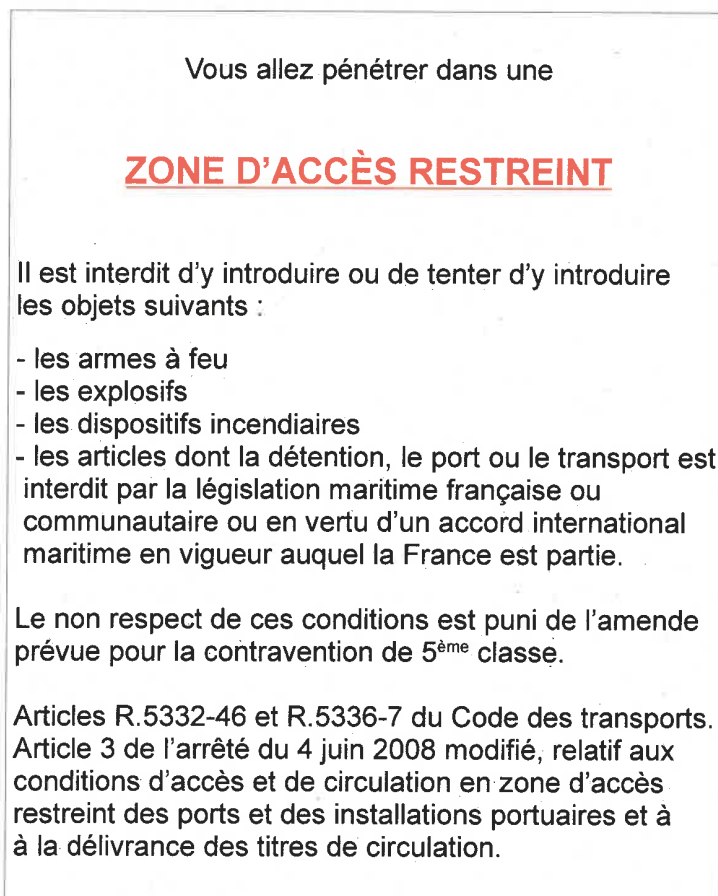 Vous allez pénétrer dans une
ZONE D'ACCÈS RESTREINT
Il est interdit d'y introduire ou de tenter d'y introduire
les objets suivants :
- les armes à feu
- les explosifs
- les dispositifs incendiaires
- les articles dont la détention, le port ou le transport est
interdit par la législation maritime française ou
communautaire ou en vertu d'un accord international
maritime en vigueur auquel la France est partie.
Le non respect de ces conditions est puni de l'amende
prévue pour la contravention de 5ème classe.
Articles R.5332-46 et R.5336-7 du Code des transports.
Article 3 de l'arrêté du 4 juin 2008 modifié, relatif aux
conditions d'accès et de circulation en zone d'accès
restreint des ports et des installations portuaires et à
à la délivrance des titres de circulation.